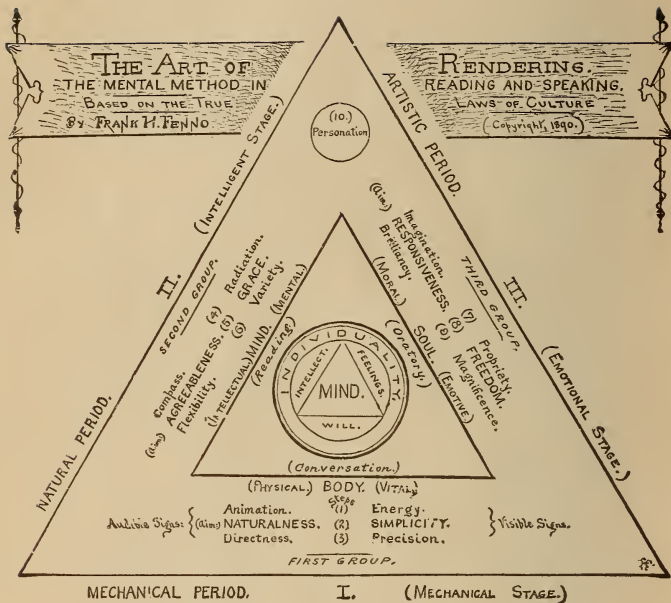 THE ART OF
THE MENTAL METHOD IN
BASED ON THE TRUE
BY FRANK H. FENNO
RENDERING.
READING AND SPEAKING.
LAWS OF CULTURE
(Copyright, 1890.)
(10.)
Personation
NATURAL PERIOD.
II.
(INTELLIGENT STAGE.)
SECOND GROUP.
(4) Radiation.
(5) GRACE.
(6) Variety.
Compass.
(Aim) AGREEABLENESS.
Flexibility.
(INTELLECTUAL) MIND. (MENTAL)
(Reading)
ARTISTIC PERIOD.
III.
(EMOTIONAL STAGE.)
THIRD GROUP.
Imagination.
(Aim) RESPONSIVENESS.
Brilliancy.
(7) Propriety.
(8) FREEDOM.
Magnificence.
(MORAL) SOUL. (EMOTIVE)
(Oratory.)
INDIVIDUALITY.
INTELLECT.
FEELINGS.
MIND.
WILL.
(Conversation.)
(PHYSICAL) BODY. (VITAL)
Steps
Animation. (1) Energy.
Audible Signs: (Aim) NATURALNESS. (2) SIMPLICITY. Visible Signs.
Directness. (3) Precision.
FIRST GROUP.
MECHANICAL PERIOD. I. (MECHANICAL STAGE.)